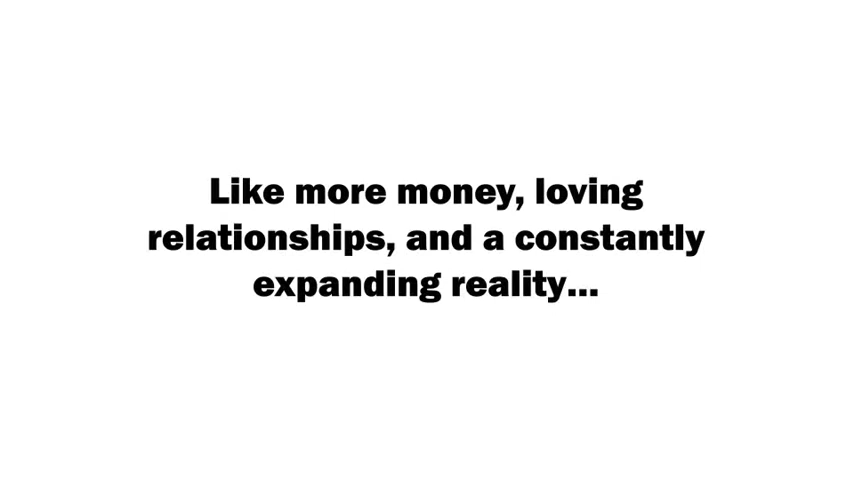 Like more money, loving
relationships, and a constantly
expanding reality...